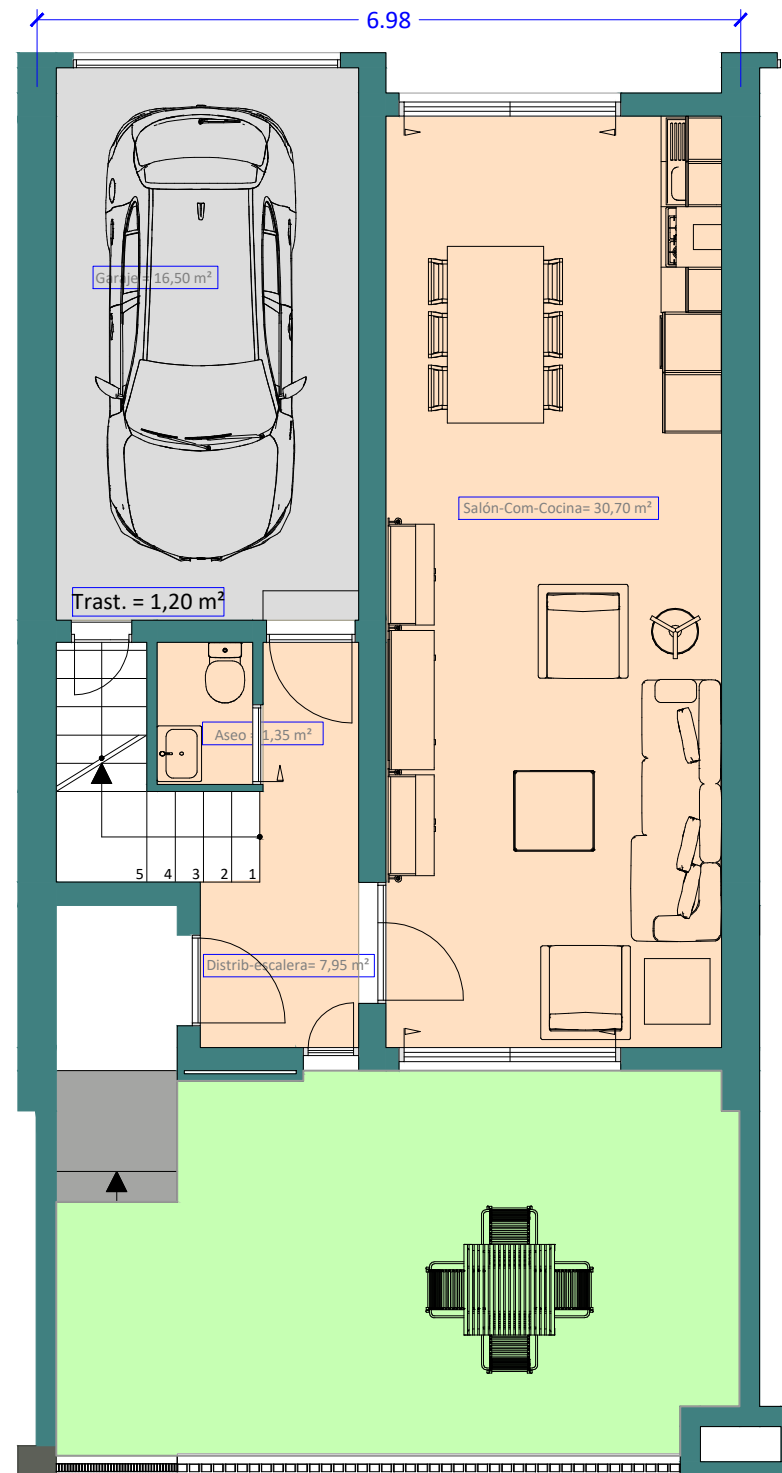 6.98
Garaje = 16,50 m²
Salón-Com-Cocina= 30,70 m²
Trast. = 1,20 m²
Aseo = 1,35 m²
5 4 3 2 1
Distrib-escalera= 7,95 m²